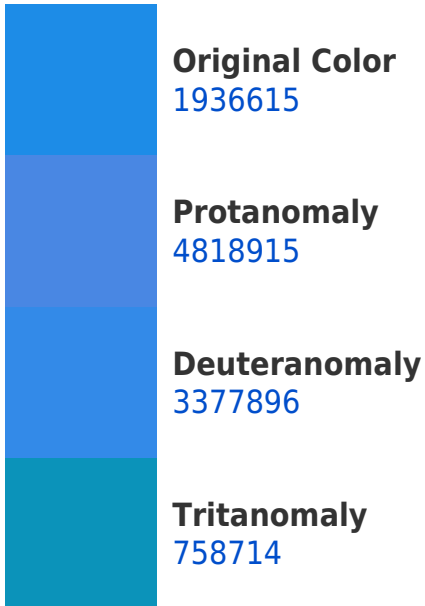 Original Color
1936615
Protanomaly
4818915
Deuteranomaly
3377896
Tritanomaly
758714